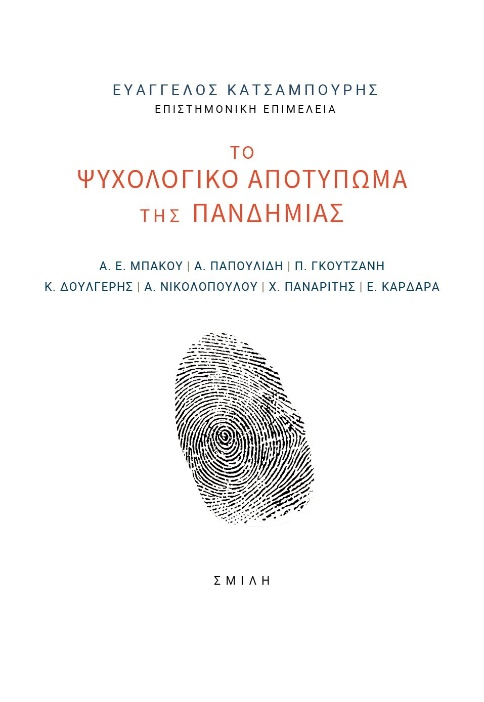 ΕΥΑΓΓΕΛΟΣ ΚΑΤΣΑΜΠΟΥΡΗΣ
ΕΠΙΣΤΗΜΟΝΙΚΗ ΕΠΙΜΕΛΕΙΑ
ΤΟ
ΨΥΧΟΛΟΓΙΚΟ ΑΠΟΤΥΠΩΜΑ
ΤΗΣ ΠΑΝΔΗΜΙΑΣ
Α. Ε. ΜΠΑΚΟΥ | Α. ΠΑΠΟΥΛΙΔΗ | Π. ΓΚΟΥΤΖΑΝΗ
Κ. ΔΟΥΛΓΕΡΗΣ | Α. ΝΙΚΟΛΟΠΟΥΛΟΥ | Χ. ΠΑΝΑΡΙΤΗΣ | Ε. ΚΑΡΔΑΡΑ
ΣΜΙΛΗ